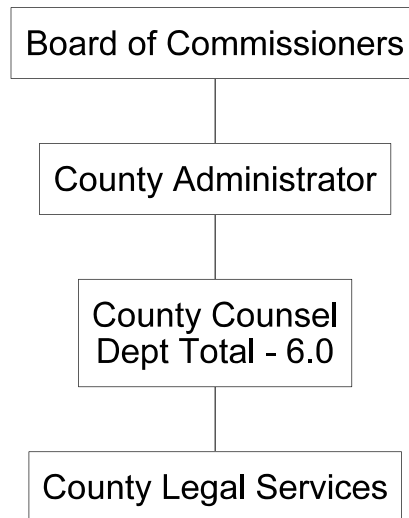 Board of Commissioners
County Administrator
County Counsel
Dept Total - 6.0
County Legal Services